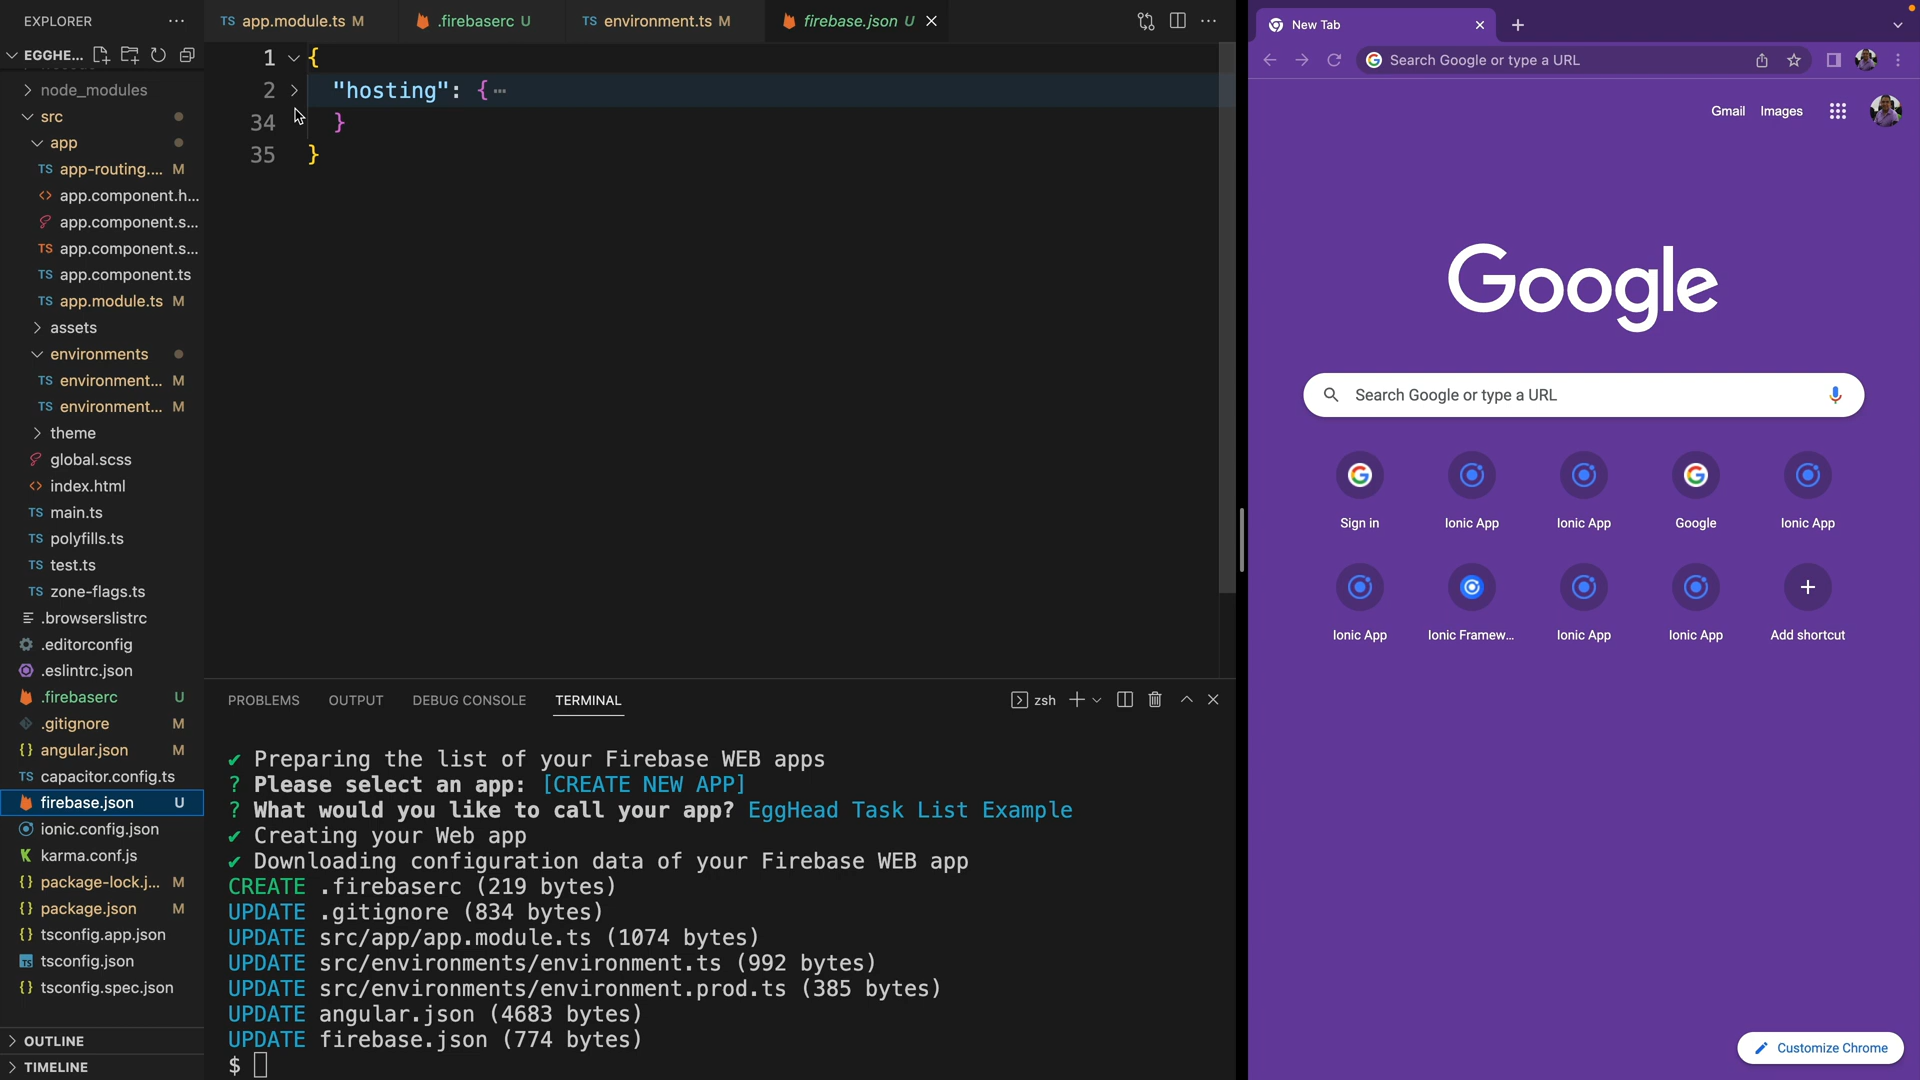 EXPLORER
EGGHE...
node_modules
src
app
TS app-routing.... M
<> app.component.h...
app.component.s...
TS app.component.s...
TS app.component.ts
TS app.module.ts M
assets
environments
TS environment... M
TS environment... M
theme
global.scss
<> index.html
TS main.ts
TS polyfills.ts
TS test.ts
TS zone-flags.ts
.browserslistrc
.editorconfig
.eslintrc.json
.firebaserc U
.gitignore M
{} angular.json M
TS capacitor.config.ts
firebase.json U
ionic.config.json
K karma.conf.js
{} package-lock.j... M
{} package.json M
{} tsconfig.app.json
TS tsconfig.json
{} tsconfig.spec.json
OUTLINE
TIMELINE
TS app.module.ts M
.firebaserc U
TS environment.ts M
firebase.json U
1 {
2 "hosting": { ⋯
34 }
35 }
PROBLEMS OUTPUT DEBUG CONSOLE TERMINAL zsh
✔ Preparing the list of your Firebase WEB apps
? Please select an app: [CREATE NEW APP]
? What would you like to call your app? EggHead Task List Example
✔ Creating your Web app
✔ Downloading configuration data of your Firebase WEB app
CREATE .firebaserc (219 bytes)
UPDATE .gitignore (834 bytes)
UPDATE src/app/app.module.ts (1074 bytes)
UPDATE src/environments/environment.ts (992 bytes)
UPDATE src/environments/environment.prod.ts (385 bytes)
UPDATE angular.json (4683 bytes)
UPDATE firebase.json (774 bytes)
$
New Tab
G Search Google or type a URL
Gmail Images
Google
Search Google or type a URL
G G
Sign in Ionic App Ionic App Google Ionic App
Ionic App Ionic Framew... Ionic App Ionic App Add shortcut
Customize Chrome